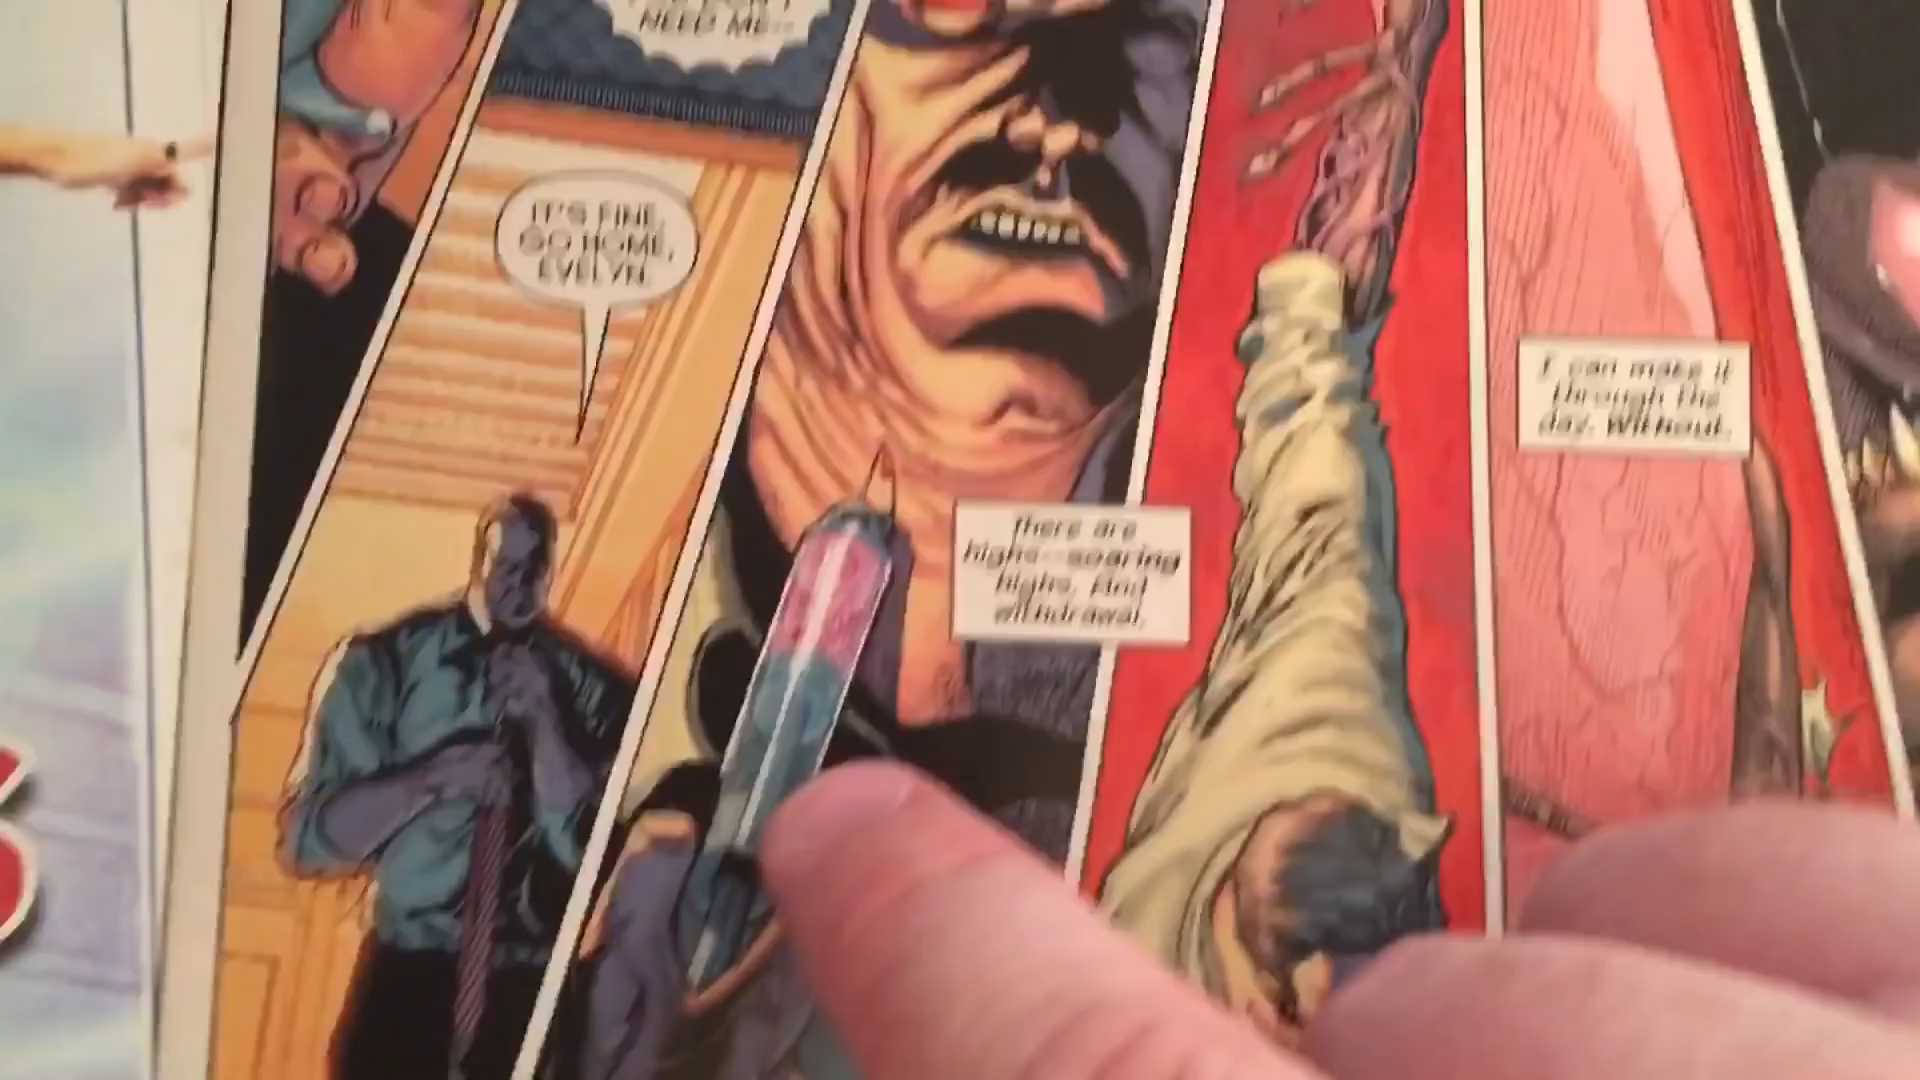 NEED ME--
IT'S FINE,
GO HOME,
EVELYN.
There are
highs--soaring
highs. And
withdrawal.
I can make it
through the
day. Without.